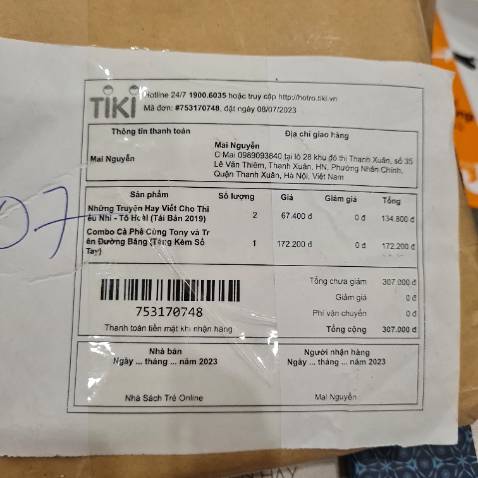 TIKI
Hotline 24/7 1900.6035 hoặc truy cập http://hotro.tiki.vn
Mã đơn: #753170748, đặt ngày 08/07/2023
Thông tin thanh toán
Địa chỉ giao hàng
Mai Nguyễn
Mai Nguyễn
C Mai 0989093840 tại lô 28 khu đô thị Thanh Xuân, số 35
Lê Văn Thiêm, Thanh Xuân, HN, Phường Nhân Chính,
Quận Thanh Xuân, Hà Nội, Việt Nam
Sản phẩm Số lượng Giá Giảm giá Tổng
Những Truyện Hay Viết Cho Thi
ếu Nhi - Tô Hoài (Tái Bản 2019) 2 67.400 đ 0 đ 134.800 đ
Combo Cà Phê Cùng Tony và Tr
ên Đường Băng (Tặng Kèm Sổ
Tay) 1 172.200 đ 0 đ 172.200 đ
Tổng chưa giảm 307.000 đ
Giảm giá 0 đ
Phí vận chuyển 0 đ
Tổng cộng 307.000 đ
753170748
Thanh toán tiền mặt khi nhận hàng
Nhà bán
Ngày ... tháng ... năm 2023
Nhà Sách Trẻ Online
Người nhận hàng
Ngày ... tháng ... năm 2023
Mai Nguyễn
07